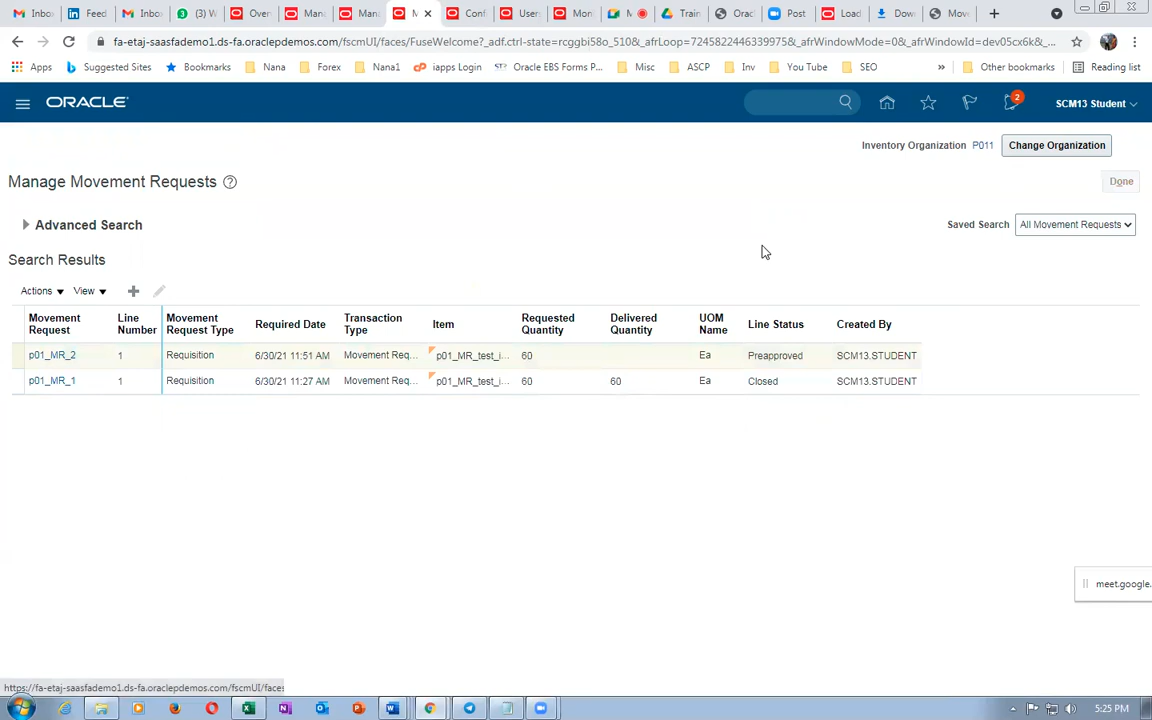 Inbo
Feed
Inbo
(3) W
Over
Mana
Mana
M
Conf
Users
Mon
M
Train
Orac
Post
Load
Dow
Mov
fa-etaj-saasfademo1.ds-fa.oraclepdemos.com/fscmUI/faces/FuseWelcome?_adf.ctrl-state=rcggbi58o_510&_afrLoop=7245822446339975&_afrWindowMode=0&_afrWindowId=dev05cx6k&_...
Apps
Suggested Sites
Bookmarks
Nana
Forex
Nana1
iapps Login
Oracle EBS Forms P...
Misc
ASCP
Inv
You Tube
SEO
»
Other bookmarks
Reading list
ORACLE
2
SCM13 Student
Inventory Organization P011 Change Organization
Manage Movement Requests
Done
Advanced Search
Saved Search All Movement Requests
Search Results
Actions View
Movement Request Line Number Movement Request Type Required Date Transaction Type Item Requested Quantity Delivered Quantity UOM Name Line Status Created By
p01_MR_2 1 Requisition 6/30/21 11:51 AM Movement Req... p01_MR_test_i... 60 Ea Preapproved SCM13.STUDENT
p01_MR_1 1 Requisition 6/30/21 11:27 AM Movement Req... p01_MR_test_i... 60 60 Ea Closed SCM13.STUDENT
meet.google.
https://fa-etaj-saasfademo1.ds-fa.oraclepdemos.com/fscmUI/faces
5:25 PM